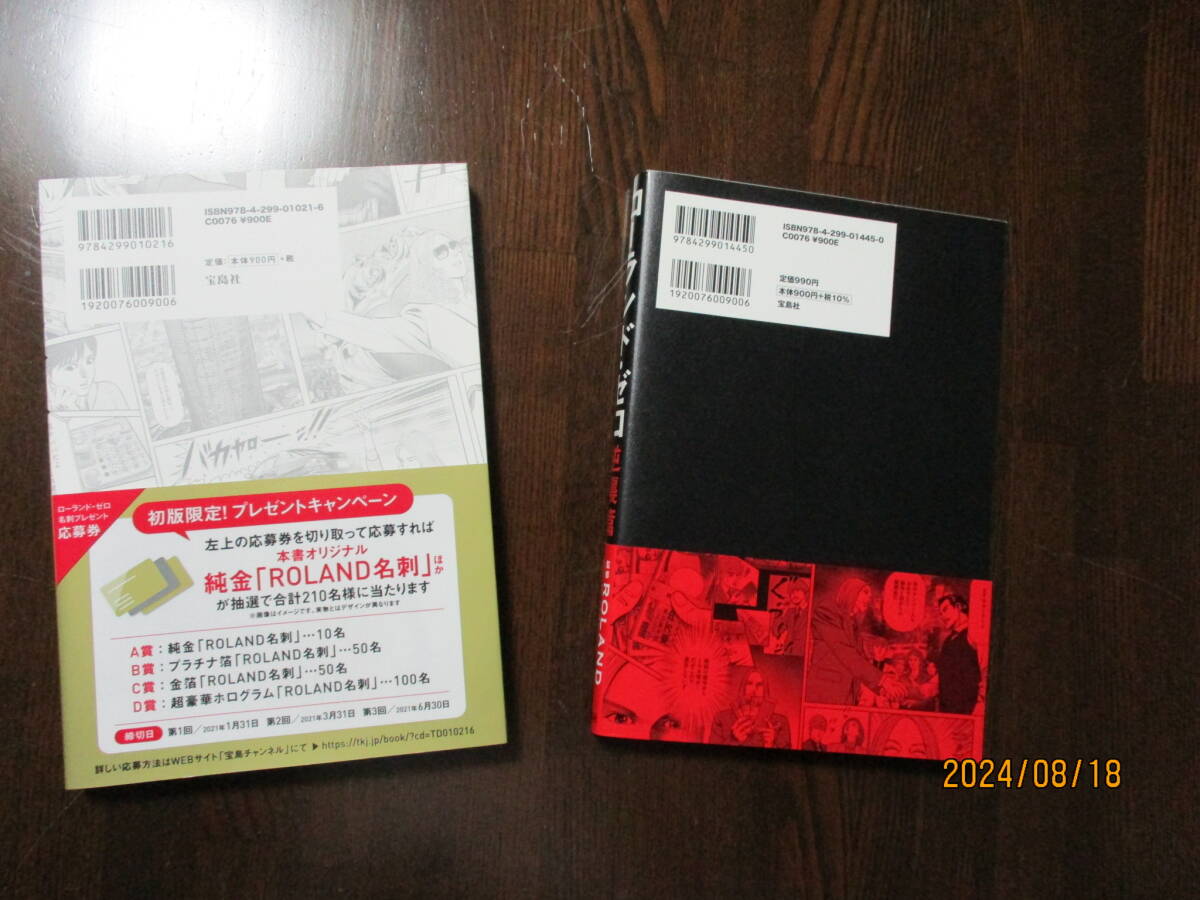 ISBN978-4-299-01021-6
C0076 ¥900E
9784299010216
定価:本体900円+税
宝島社
1920076009006
バカヤローー!!
ローランド・ゼロ
名刺プレゼント
応募券
初版限定!プレゼントキャンペーン
左上の応募券を切り取って応募すれば
本書オリジナル
純金「ROLAND名刺」ほか
が抽選で合計210名様に当たります
※画像はイメージです。実物とはデザインが異なります
A賞:純金「ROLAND名刺」…10名
B賞:プラチナ箔「ROLAND名刺」…50名
C賞:金箔「ROLAND名刺」…50名
D賞:超豪華ホログラム「ROLAND名刺」…100名
締切日 第1回/2021年1月31日 第2回/2021年3月31日 第3回/2021年6月30日
詳しい応募方法はWEBサイト「宝島チャンネル」にて ▶ https://tkj.jp/book/?cd=TD010216
ローランド・ゼロ
ROLAND
ISBN978-4-299-01445-0
C0076 ¥900E
9784299014450
定価990円
本体900円+税10%
宝島社
1920076009006
2024/08/18